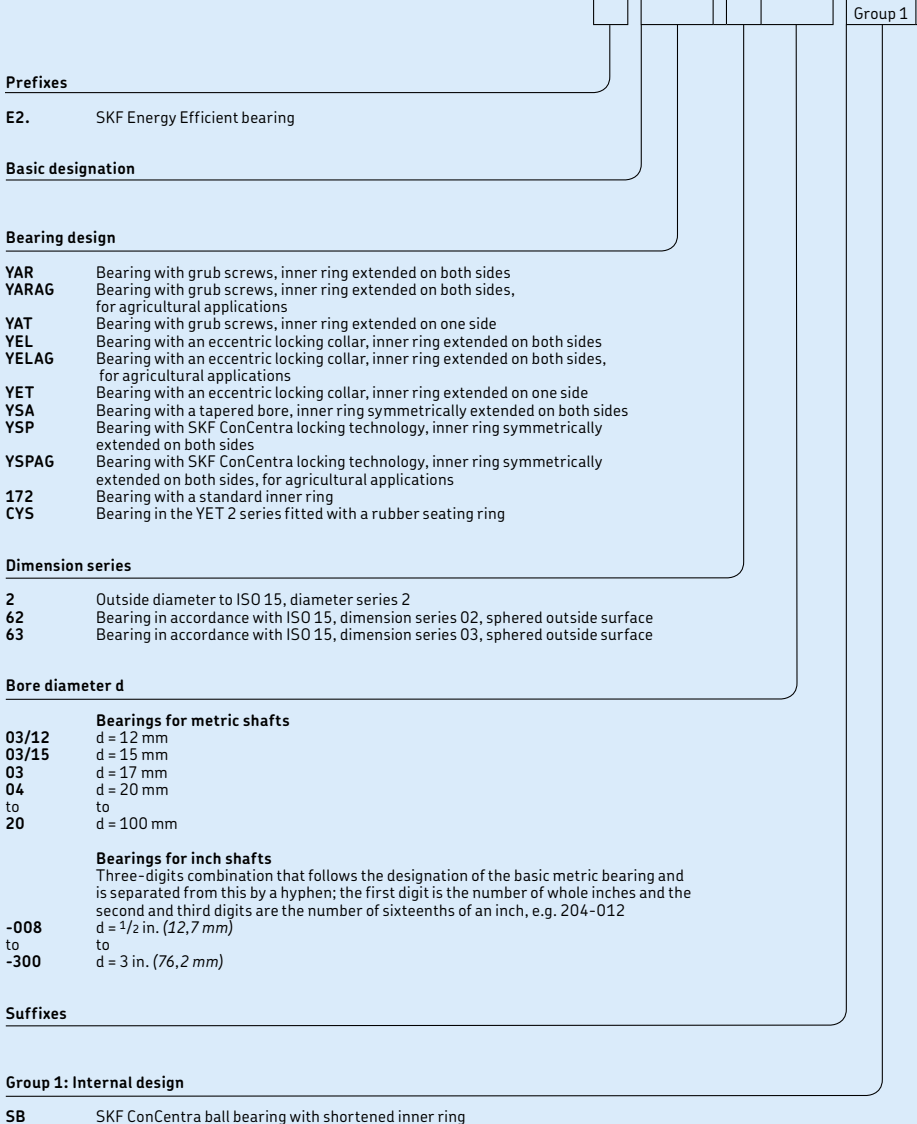 Group 1
Prefixes
E2. SKF Energy Efficient bearing
Basic designation
Bearing design
YAR Bearing with grub screws, inner ring extended on both sides
YARAG Bearing with grub screws, inner ring extended on both sides,
for agricultural applications
YAT Bearing with grub screws, inner ring extended on one side
YEL Bearing with an eccentric locking collar, inner ring extended on both sides
YELAG Bearing with an eccentric locking collar, inner ring extended on both sides,
for agricultural applications
YET Bearing with an eccentric locking collar, inner ring extended on one side
YSA Bearing with a tapered bore, inner ring symmetrically extended on both sides
YSP Bearing with SKF ConCentra locking technology, inner ring symmetrically
extended on both sides
YSPAG Bearing with SKF ConCentra locking technology, inner ring symmetrically
extended on both sides, for agricultural applications
172 Bearing with a standard inner ring
CYS Bearing in the YET 2 series fitted with a rubber seating ring
Dimension series
2 Outside diameter to ISO 15, diameter series 2
62 Bearing in accordance with ISO 15, dimension series 02, sphered outside surface
63 Bearing in accordance with ISO 15, dimension series 03, sphered outside surface
Bore diameter d
Bearings for metric shafts
03/12 d = 12 mm
03/15 d = 15 mm
03 d = 17 mm
04 d = 20 mm
to to
20 d = 100 mm
Bearings for inch shafts
Three-digits combination that follows the designation of the basic metric bearing and
is separated from this by a hyphen; the first digit is the number of whole inches and the
second and third digits are the number of sixteenths of an inch, e.g. 204-012
-008 d = 1/2 in. (12,7 mm)
to to
-300 d = 3 in. (76,2 mm)
Suffixes
Group 1: Internal design
SB SKF ConCentra ball bearing with shortened inner ring